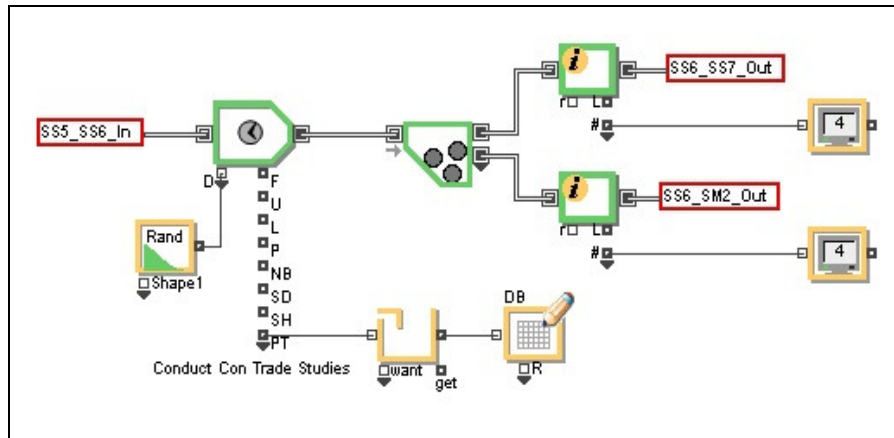 SS5_SS6_In
D
F
U
L
P
NB
SD
SH
PT
Rand
Shape1
Conduct Con Trade Studies
want
get
DB
R
i
r
L
#
SS6_SS7_Out
4
i
r
L
#
SS6_SM2_Out
4